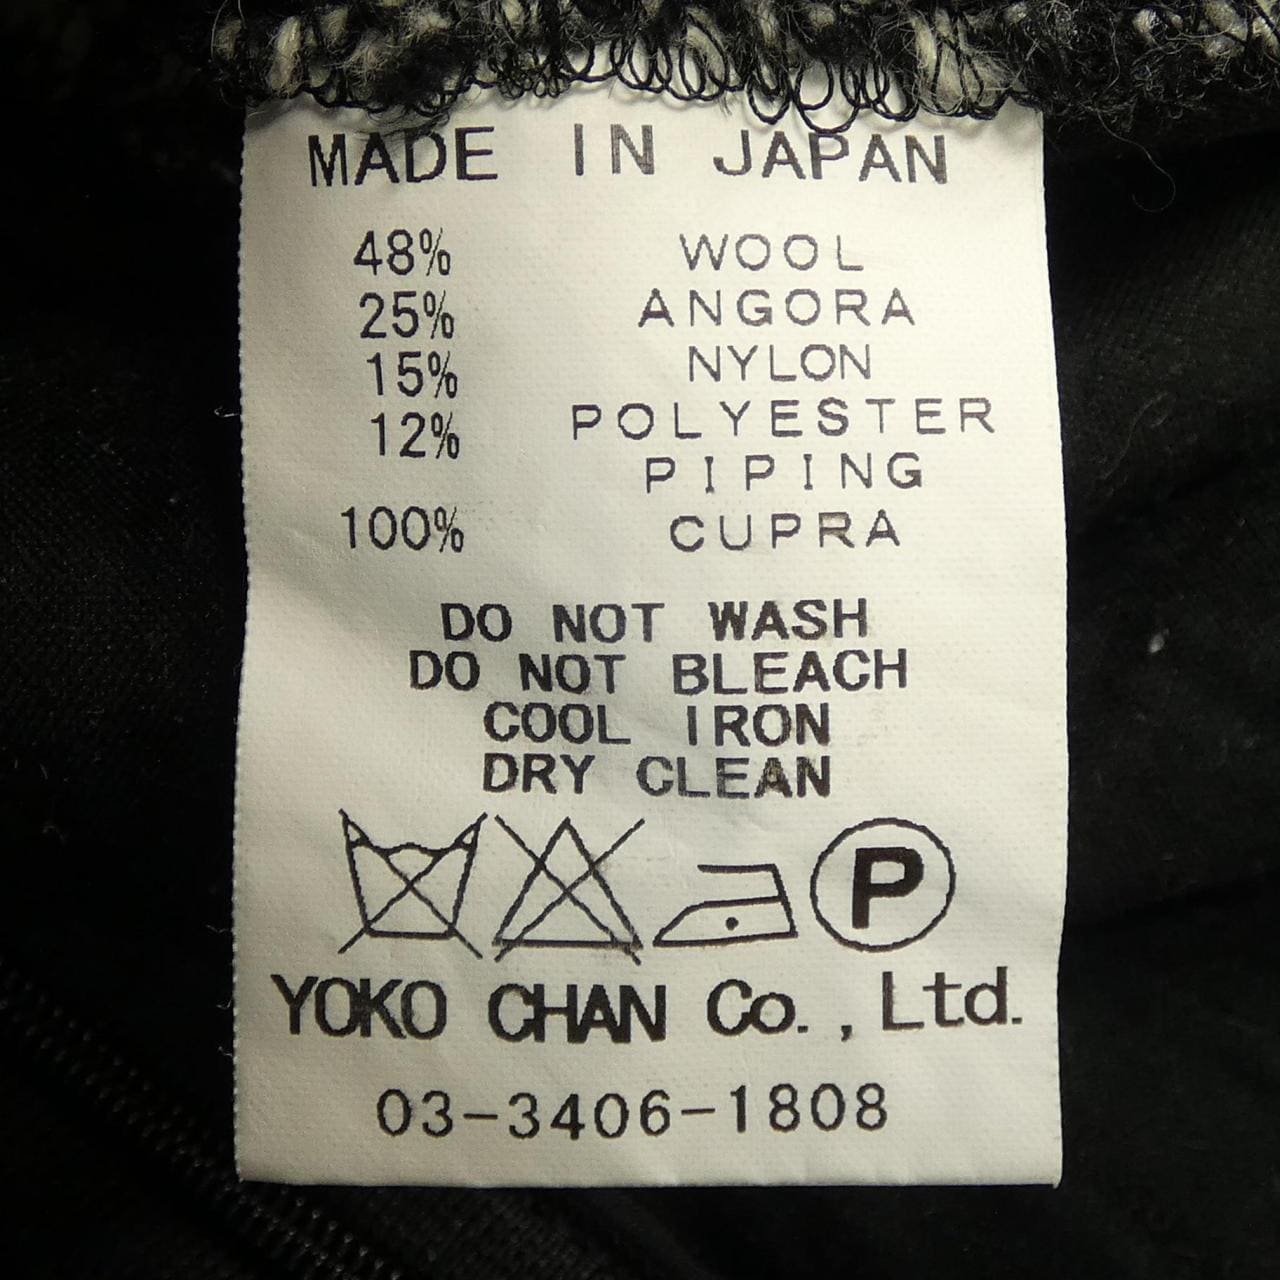 MADE IN JAPAN
48% WOOL
25% ANGORA
15% NYLON
12% POLYESTER
PIPING
100% CUPRA
DO NOT WASH
DO NOT BLEACH
COOL IRON
DRY CLEAN
P
YOKO CHAN Co., Ltd.
03-3406-1808